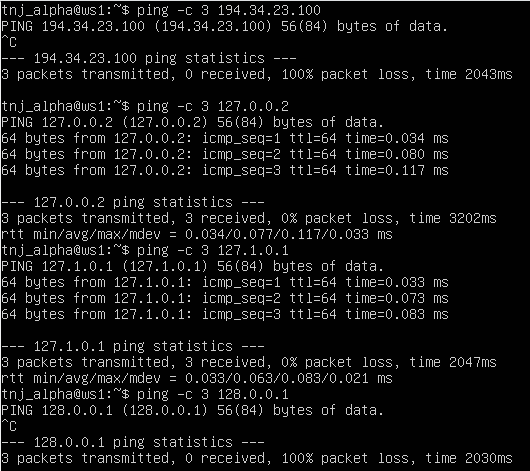 tnj_alpha@ws1:~$ ping -c 3 194.34.23.100
PING 194.34.23.100 (194.34.23.100) 56(84) bytes of data.
^C
--- 194.34.23.100 ping statistics ---
3 packets transmitted, 0 received, 100% packet loss, time 2043ms
tnj_alpha@ws1:~$ ping -c 3 127.0.0.2
PING 127.0.0.2 (127.0.0.2) 56(84) bytes of data.
64 bytes from 127.0.0.2: icmp_seq=1 ttl=64 time=0.034 ms
64 bytes from 127.0.0.2: icmp_seq=2 ttl=64 time=0.080 ms
64 bytes from 127.0.0.2: icmp_seq=3 ttl=64 time=0.117 ms
--- 127.0.0.2 ping statistics ---
3 packets transmitted, 3 received, 0% packet loss, time 3202ms
rtt min/avg/max/mdev = 0.034/0.077/0.117/0.033 ms
tnj_alpha@ws1:~$ ping -c 3 127.1.0.1
PING 127.1.0.1 (127.1.0.1) 56(84) bytes of data.
64 bytes from 127.1.0.1: icmp_seq=1 ttl=64 time=0.033 ms
64 bytes from 127.1.0.1: icmp_seq=2 ttl=64 time=0.073 ms
64 bytes from 127.1.0.1: icmp_seq=3 ttl=64 time=0.083 ms
--- 127.1.0.1 ping statistics ---
3 packets transmitted, 3 received, 0% packet loss, time 2047ms
rtt min/avg/max/mdev = 0.033/0.063/0.083/0.021 ms
tnj_alpha@ws1:~$ ping -c 3 128.0.0.1
PING 128.0.0.1 (128.0.0.1) 56(84) bytes of data.
^C
--- 128.0.0.1 ping statistics ---
3 packets transmitted, 0 received, 100% packet loss, time 2030ms